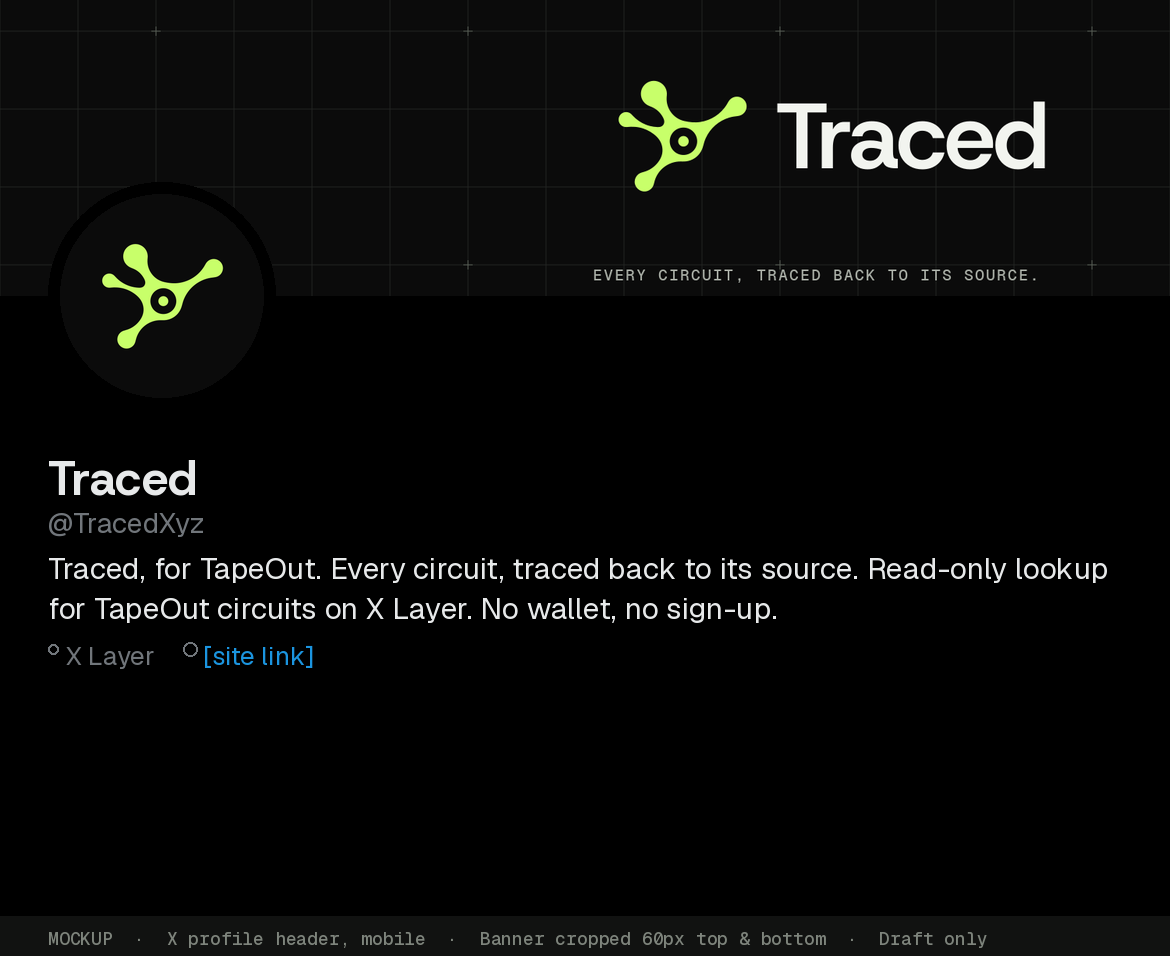 Traced
EVERY CIRCUIT, TRACED BACK TO ITS SOURCE.
Traced
@TracedXyz
Traced, for TapeOut. Every circuit, traced back to its source. Read-only lookup
for TapeOut circuits on X Layer. No wallet, no sign-up.
X Layer [site link]
MOCKUP · X profile header, mobile · Banner cropped 60px top & bottom · Draft only